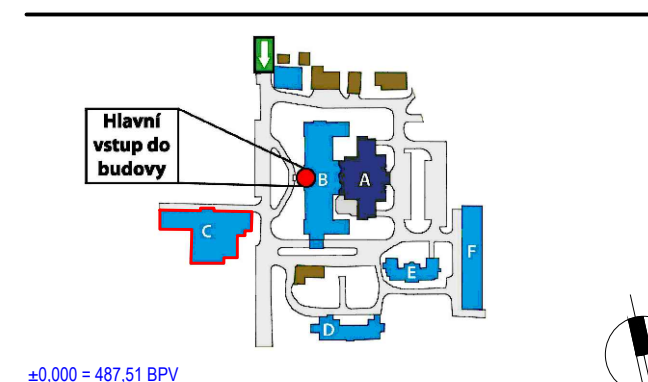 Hlavní
vstup do
budovy
B
A
C
F
E
D
±0,000 = 487,51 BPV